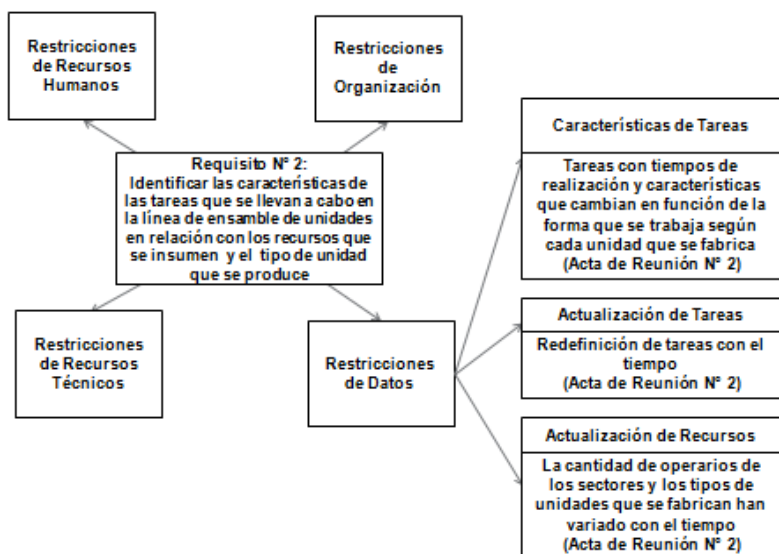 Restricciones
de Recursos
Humanos
Restricciones
de
Organización
Requisito N° 2:
Identificar las características de
las tareas que se llevan a cabo en
la línea de ensamble de unidades
en relación con los recursos que
se insumen y el tipo de unidad
que se produce
Restricciones
de Recursos
Técnicos
Restricciones
de Datos
Características de Tareas
Tareas con tiempos de
realización y características
que cambian en función de la
forma que se trabaja según
cada unidad que se fabrica
(Acta de Reunión N° 2)
Actualización de Tareas
Redefinición de tareas con el
tiempo
(Acta de Reunión N° 2)
Actualización de Recursos
La cantidad de operarios de
los sectores y los tipos de
unidades que se fabrican han
variado con el tiempo
(Acta de Reunión N° 2)